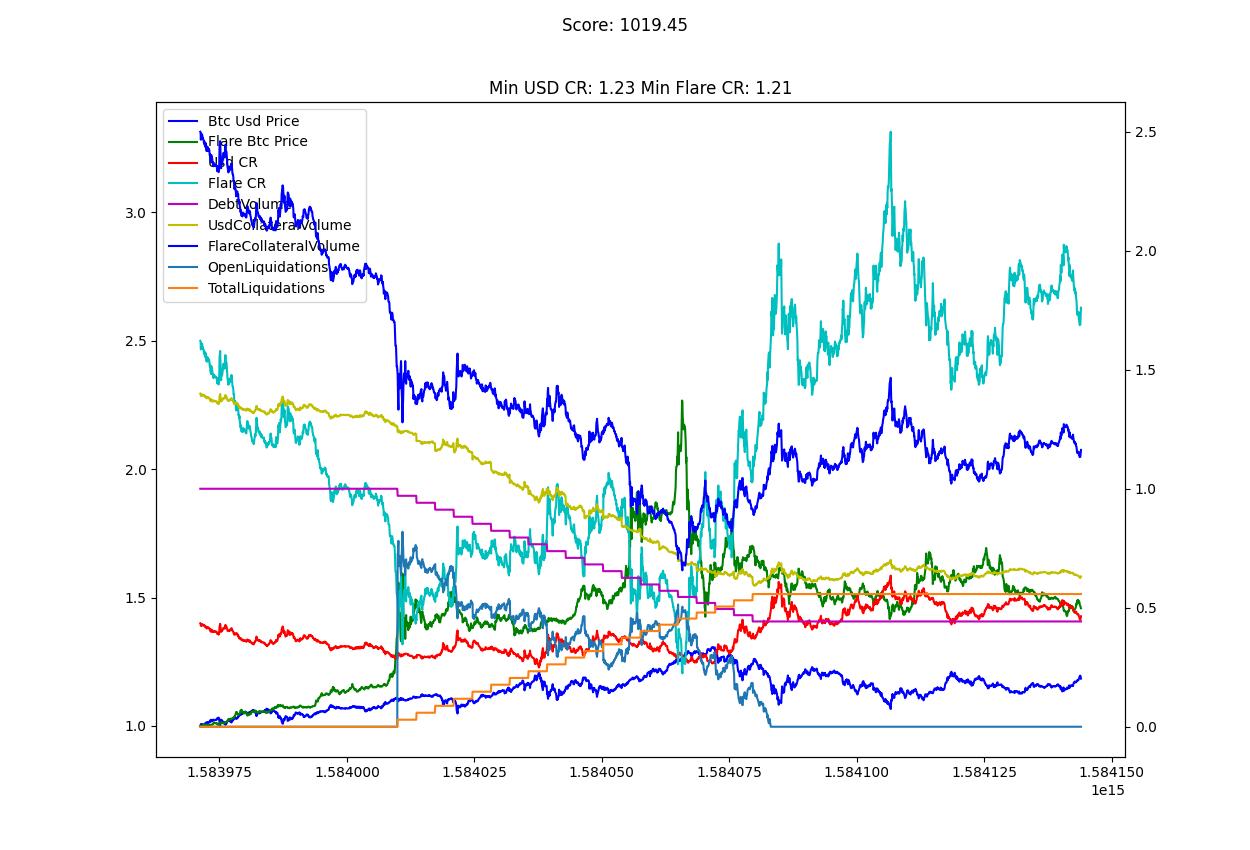 Score: 1019.45
Min USD CR: 1.23 Min Flare CR: 1.21
Btc Usd Price
Flare Btc Price
Usd CR
Flare CR
DebtVolume
UsdCollateralVolume
FlareCollateralVolume
OpenLiquidations
TotalLiquidations
3.0
2.5
2.0
1.5
1.0
2.5
2.0
1.5
1.0
0.5
0.0
1.583975 1.584000 1.584025 1.584050 1.584075 1.584100 1.584125 1.584150
1e15